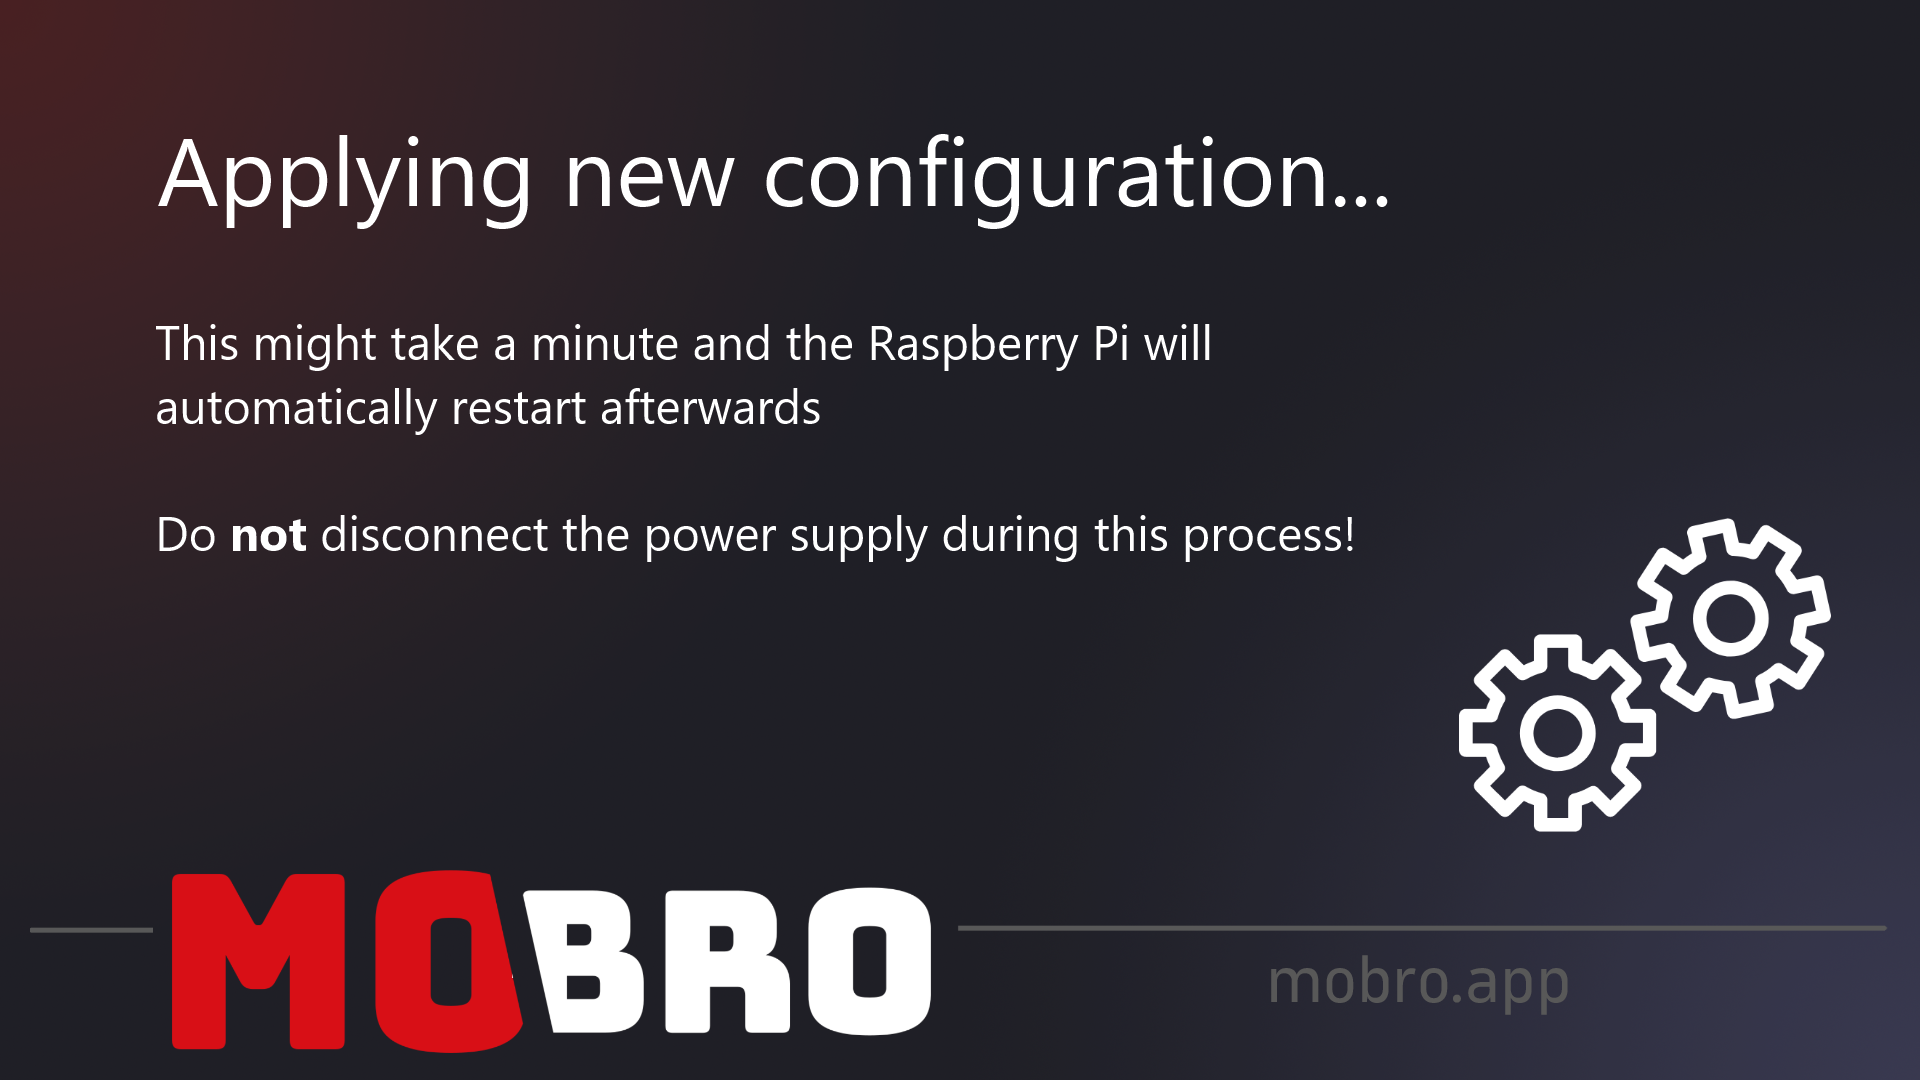 Applying new configuration...
This might take a minute and the Raspberry Pi will
automatically restart afterwards
Do not disconnect the power supply during this process!
MOBRO
mobro.app